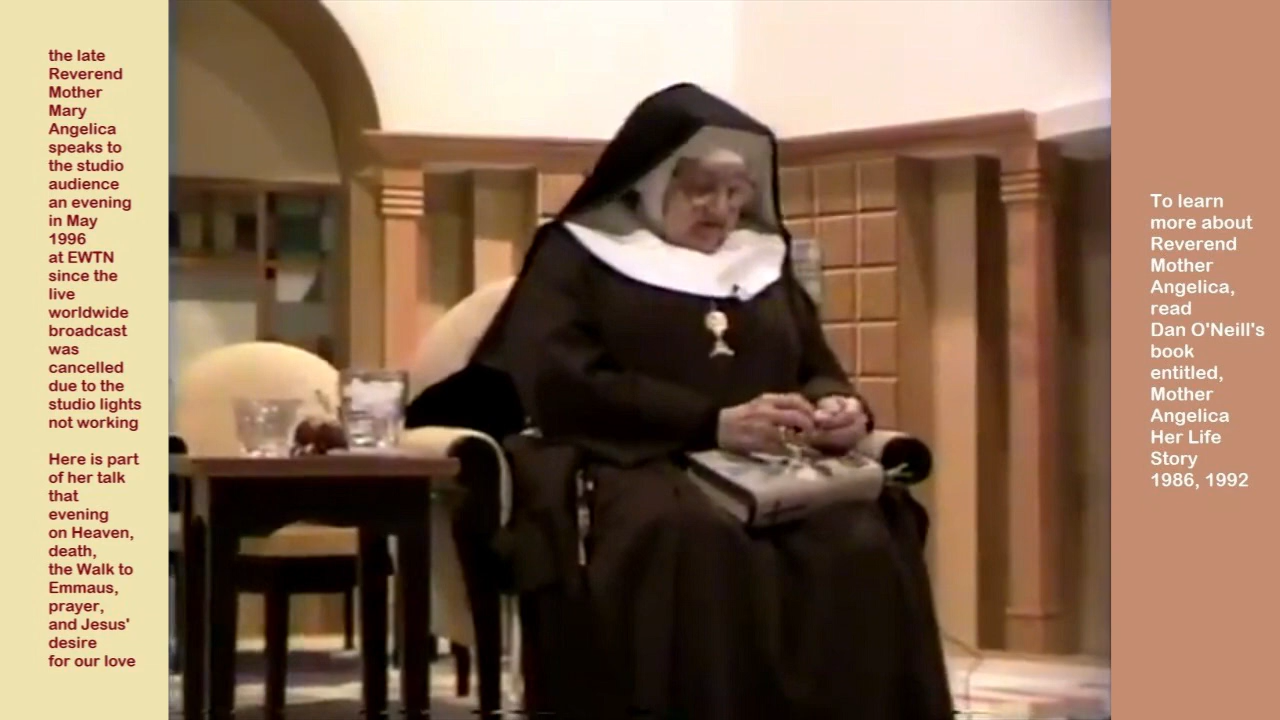 the late
Reverend
Mother
Mary
Angelica
speaks to
the studio
audience
an evening
in May
1996
at EWTN
since the
live
worldwide
broadcast
was
cancelled
due to the
studio lights
not working
Here is part
of her talk
that
evening
on Heaven,
death,
the Walk to
Emmaus,
prayer,
and Jesus'
desire
for our love
To learn
more about
Reverend
Mother
Angelica,
read
Dan O'Neill's
book
entitled,
Mother
Angelica
Her Life
Story
1986, 1992